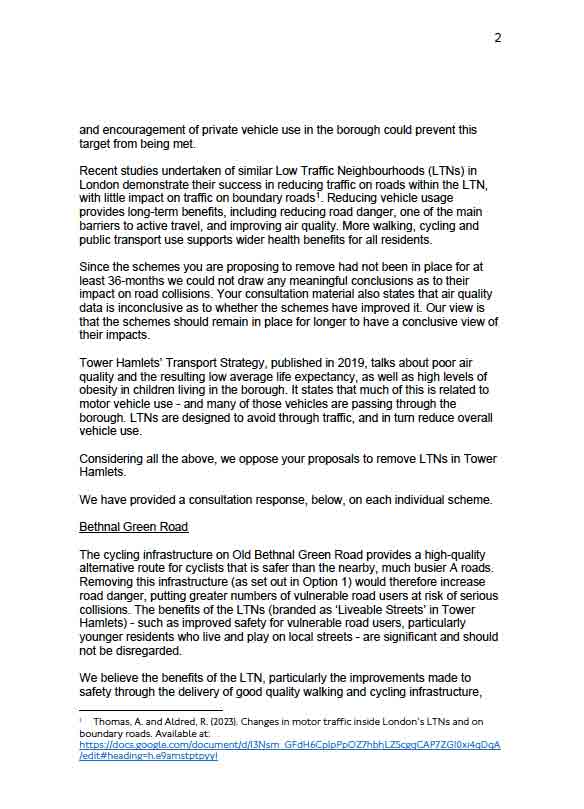 2
and encouragement of private vehicle use in the borough could prevent this
target from being met.
Recent studies undertaken of similar Low Traffic Neighbourhoods (LTNs) in
London demonstrate their success in reducing traffic on roads within the LTN,
with little impact on traffic on boundary roads¹. Reducing vehicle usage
provides long-term benefits, including reducing road danger, one of the main
barriers to active travel, and improving air quality. More walking, cycling and
public transport use supports wider health benefits for all residents.
Since the schemes you are proposing to remove had not been in place for at
least 36-months we could not draw any meaningful conclusions as to their
impact on road collisions. Your consultation material also states that air quality
data is inconclusive as to whether the schemes have improved it. Our view is
that the schemes should remain in place for longer to have a conclusive view of
their impacts.
Tower Hamlets' Transport Strategy, published in 2019, talks about poor air
quality and the resulting low average life expectancy, as well as high levels of
obesity in children living in the borough. It states that much of this is related to
motor vehicle use - and many of those vehicles are passing through the
borough. LTNs are designed to avoid through traffic, and in turn reduce overall
vehicle use.
Considering all the above, we oppose your proposals to remove LTNs in Tower
Hamlets.
We have provided a consultation response, below, on each individual scheme.
Bethnal Green Road
The cycling infrastructure on Old Bethnal Green Road provides a high-quality
alternative route for cyclists that is safer than the nearby, much busier A roads.
Removing this infrastructure (as set out in Option 1) would therefore increase
road danger, putting greater numbers of vulnerable road users at risk of serious
collisions. The benefits of the LTNs (branded as 'Liveable Streets' in Tower
Hamlets) - such as improved safety for vulnerable road users, particularly
younger residents who live and play on local streets - are significant and should
not be disregarded.
We believe the benefits of the LTN, particularly the improvements made to
safety through the delivery of good quality walking and cycling infrastructure,
¹ Thomas, A. and Aldred, R. (2023). Changes in motor traffic inside London's LTNs and on
boundary roads. Available at: